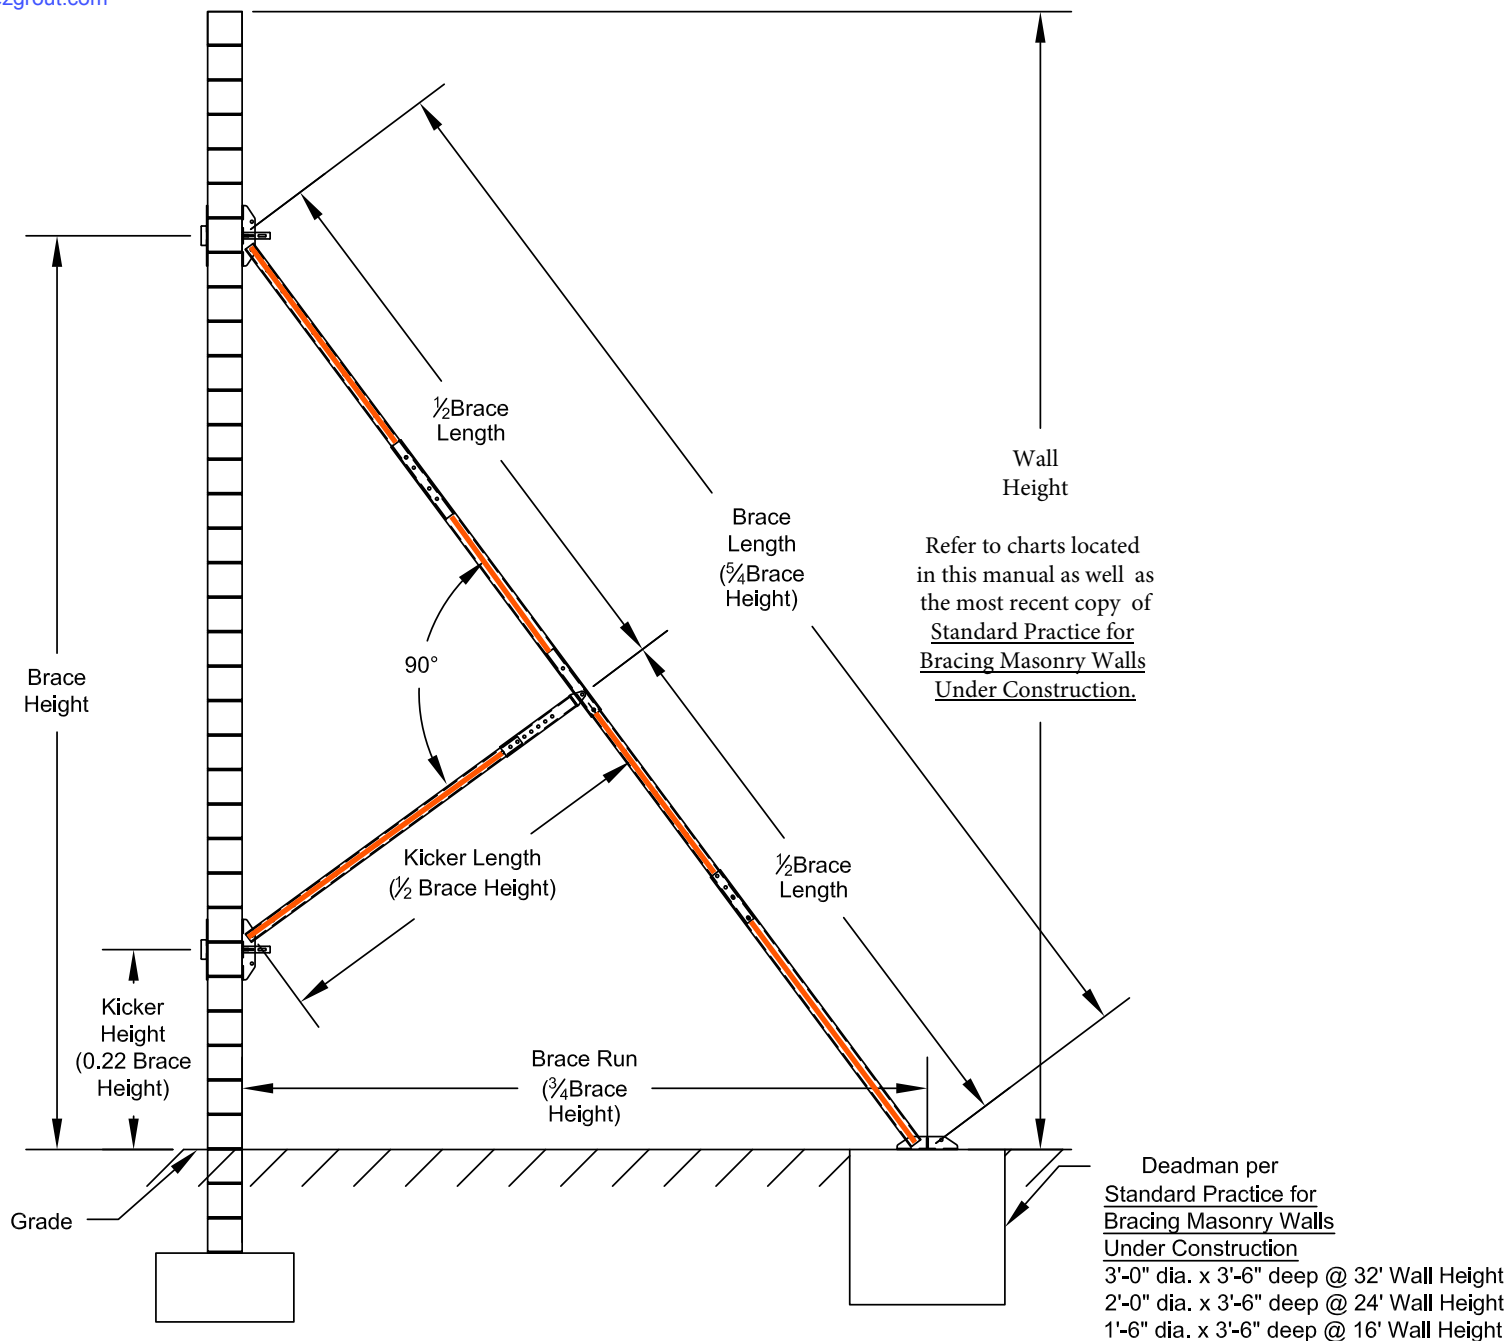 ezgrout.com
½Brace
Length
Wall
Height
Brace
Length
(5⁄4Brace
Height)
Refer to charts located
in this manual as well as
the most recent copy of
Standard Practice for
Bracing Masonry Walls
Under Construction.
90°
Brace
Height
Kicker Length
(½ Brace Height)
½Brace
Length
Kicker
Height
(0.22 Brace
Height)
Brace Run
(¾Brace
Height)
Grade
Deadman per
Standard Practice for
Bracing Masonry Walls
Under Construction
3'-0" dia. x 3'-6" deep @ 32' Wall Height
2'-0" dia. x 3'-6" deep @ 24' Wall Height
1'-6" dia. x 3'-6" deep @ 16' Wall Height